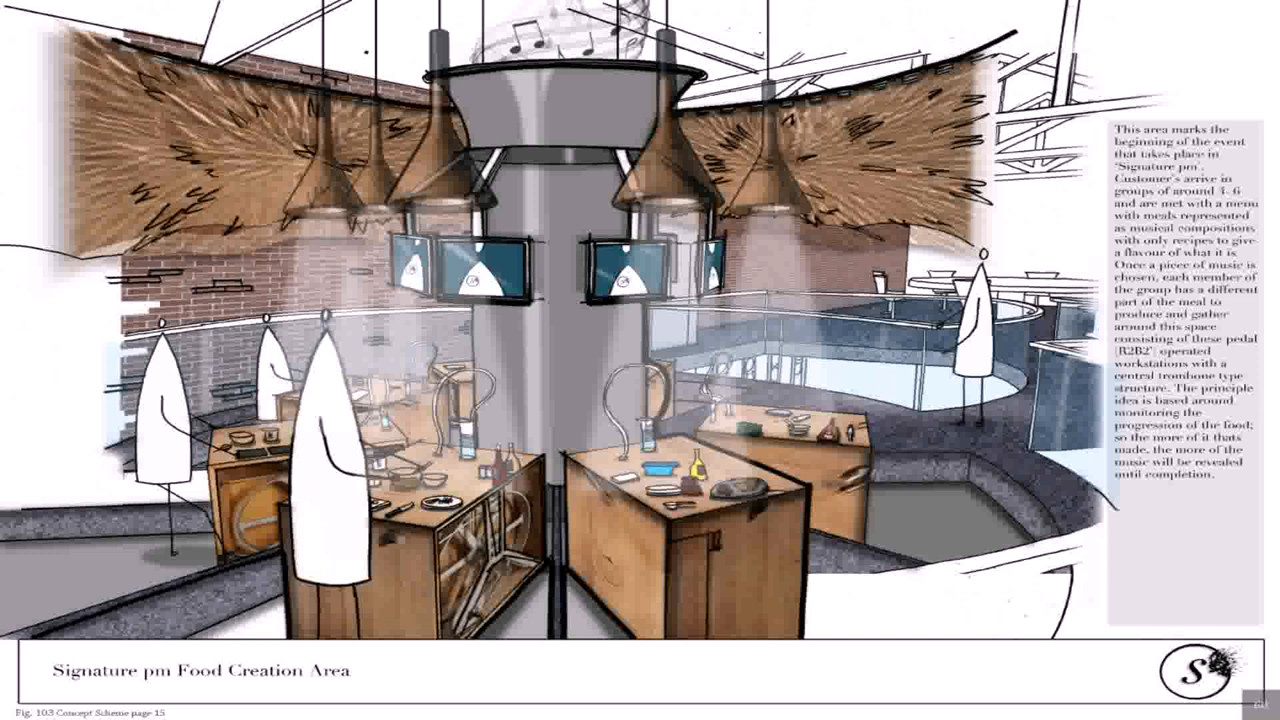 This area marks the
beginning of the event
that takes place in
'Signature pm'.
Customer's arrive in
groups of around 4- 6
and are met with a menu
with meals represented
as musical compositions
with only recipes to give
a flavour of what it is.
Once a piece of music is
chosen, each member of
the group has a different
part of the meal to
produce and gather
around this space
consisting of these pedal
[R2B2'] operated
workstations with a
central trombone type
structure. The principle
idea is based around
monitoring the
progression of the food;
so the more of it thats
made, the more of the
music will be revealed
until completion.
Signature pm Food Creation Area
S
Fig. 103 Concept Scheme page 15